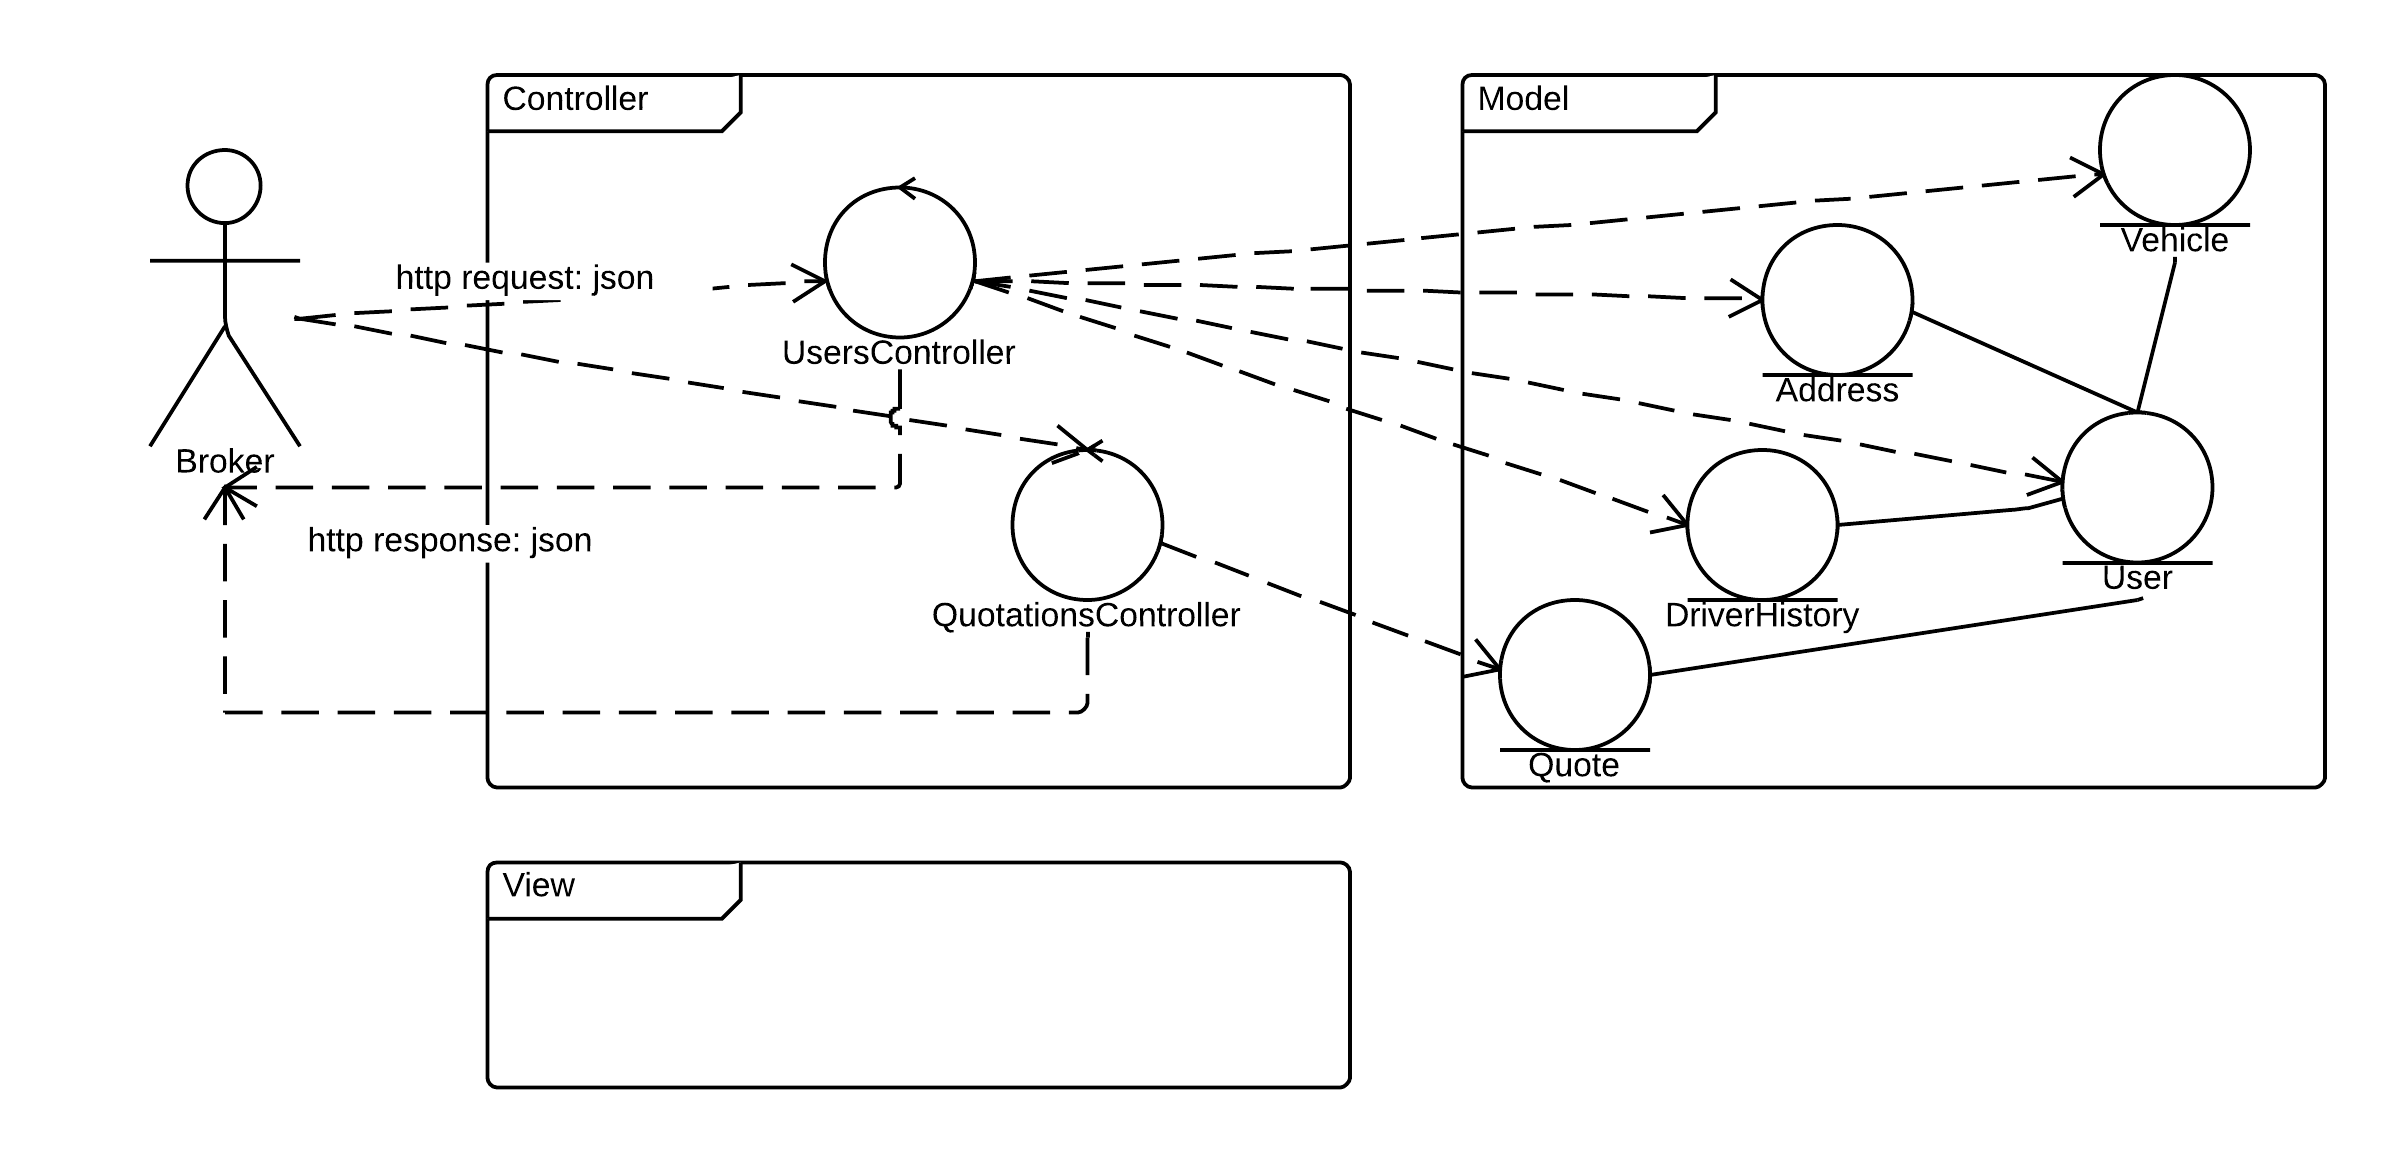 Controller
Model
Vehicle
http request: json
UsersController
Address
Broker
http response: json
User
QuotationsController
DriverHistory
Quote
View